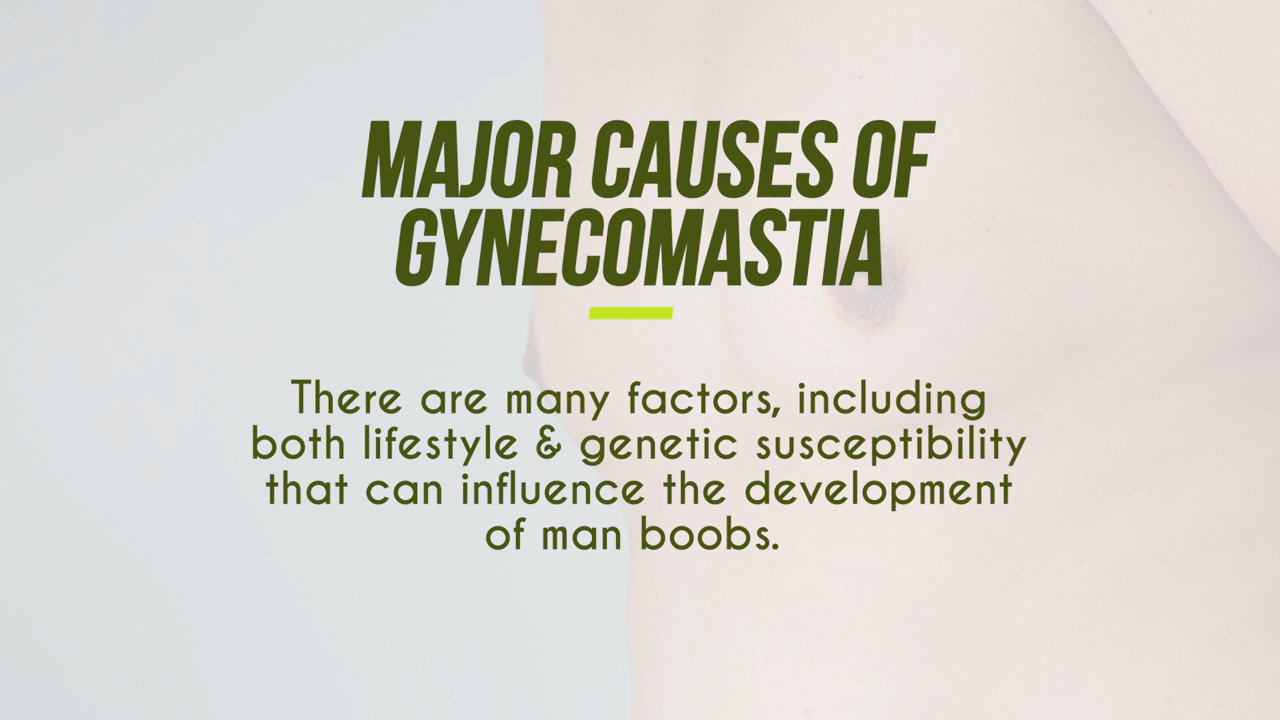 MAJOR CAUSES OF
GYNECOMASTIA
There are many factors, including
both lifestyle & genetic susceptibility
that can influence the development
of man boobs.